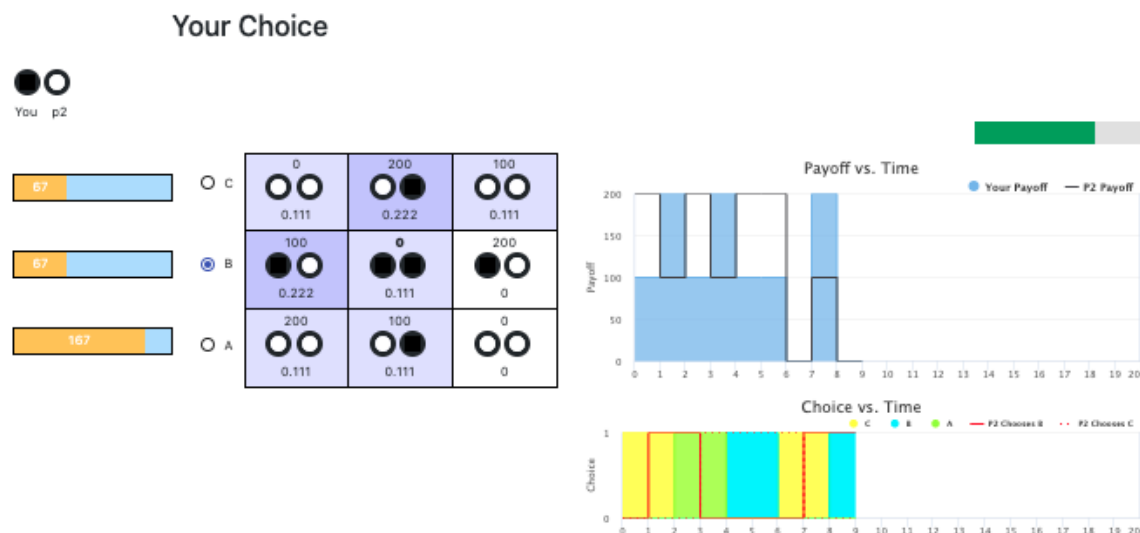 Your Choice
You p2
67
C
0 200 100
0.111 0.222 0.111
67
B
100 0 200
0.222 0.111 0
167
A
200 100 0
0.111 0.111 0
Payoff vs. Time
Your Payoff P2 Payoff
Payoff
200
150
100
50
0
0 1 2 3 4 5 6 7 8 9 10 11 12 13 14 15 16 17 18 19 20
Choice vs. Time
C B A P2 Chooses B P2 Chooses C
Choice
1
0
0 1 2 3 4 5 6 7 8 9 10 11 12 13 14 15 16 17 18 19 20